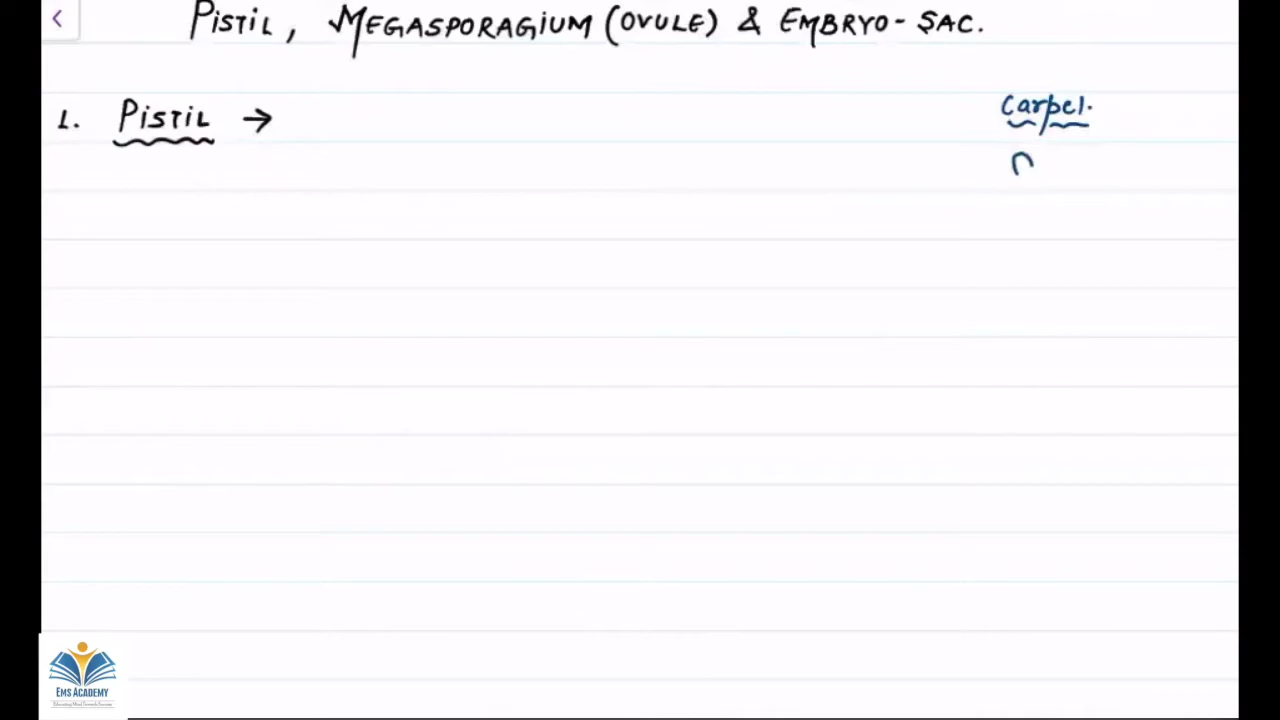 PISTIL, MEGASPORAGIUM (OVULE) & EMBRYO-SAC.
1. PISTIL →
Carpel.
EMS ACADEMY